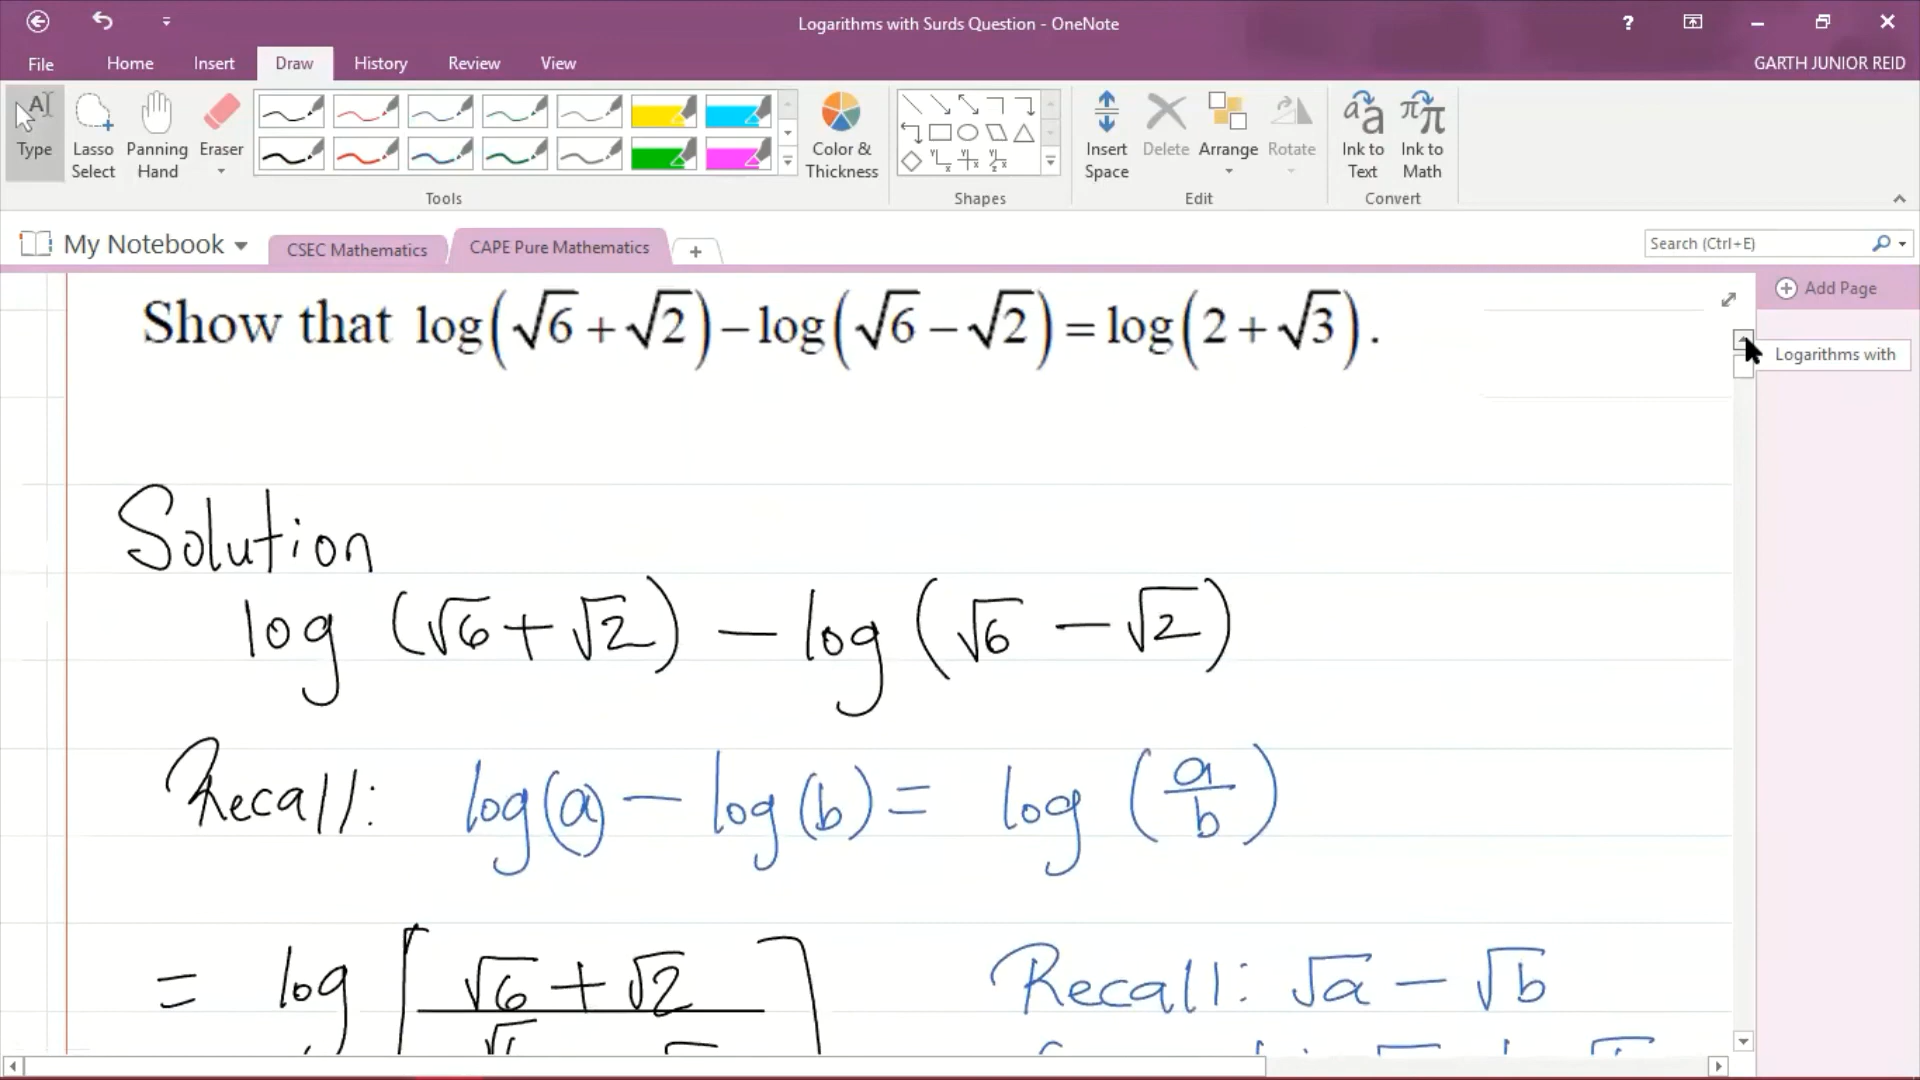 Logarithms with Surds Question - OneNote
?
File Home Insert Draw History Review View
GARTH JUNIOR REID
Type
Lasso Select
Panning Hand
Eraser
Color & Thickness
Insert Space
Delete
Arrange
Rotate
Ink to Text
Ink to Math
Tools Shapes Edit Convert
My Notebook CSEC Mathematics CAPE Pure Mathematics +
Search (Ctrl+E)
Add Page
Logarithms with
Show that log(√6 + √2) − log(√6 − √2) = log(2 + √3).
Solution
log (√6 + √2) − log (√6 − √2)
Recall: log(a) − log(b) = log (a/b)
= log [√6 + √2
Recall: √a − √b